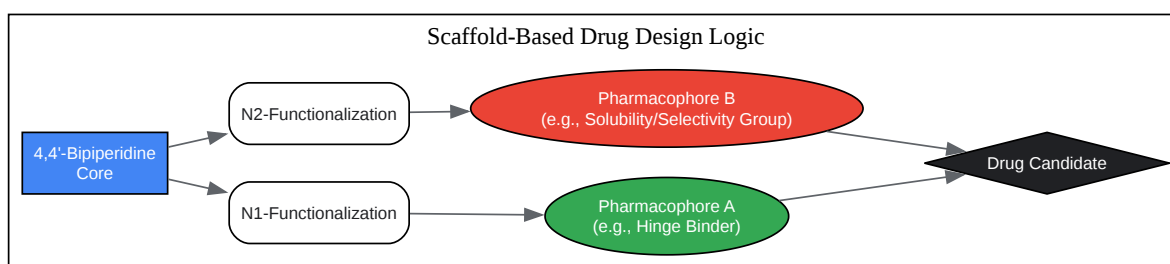 Scaffold-Based Drug Design Logic
4,4'-Bipiperidine
Core
N2-Functionalization
Pharmacophore B
(e.g., Solubility/Selectivity Group)
N1-Functionalization
Pharmacophore A
(e.g., Hinge Binder)
Drug Candidate